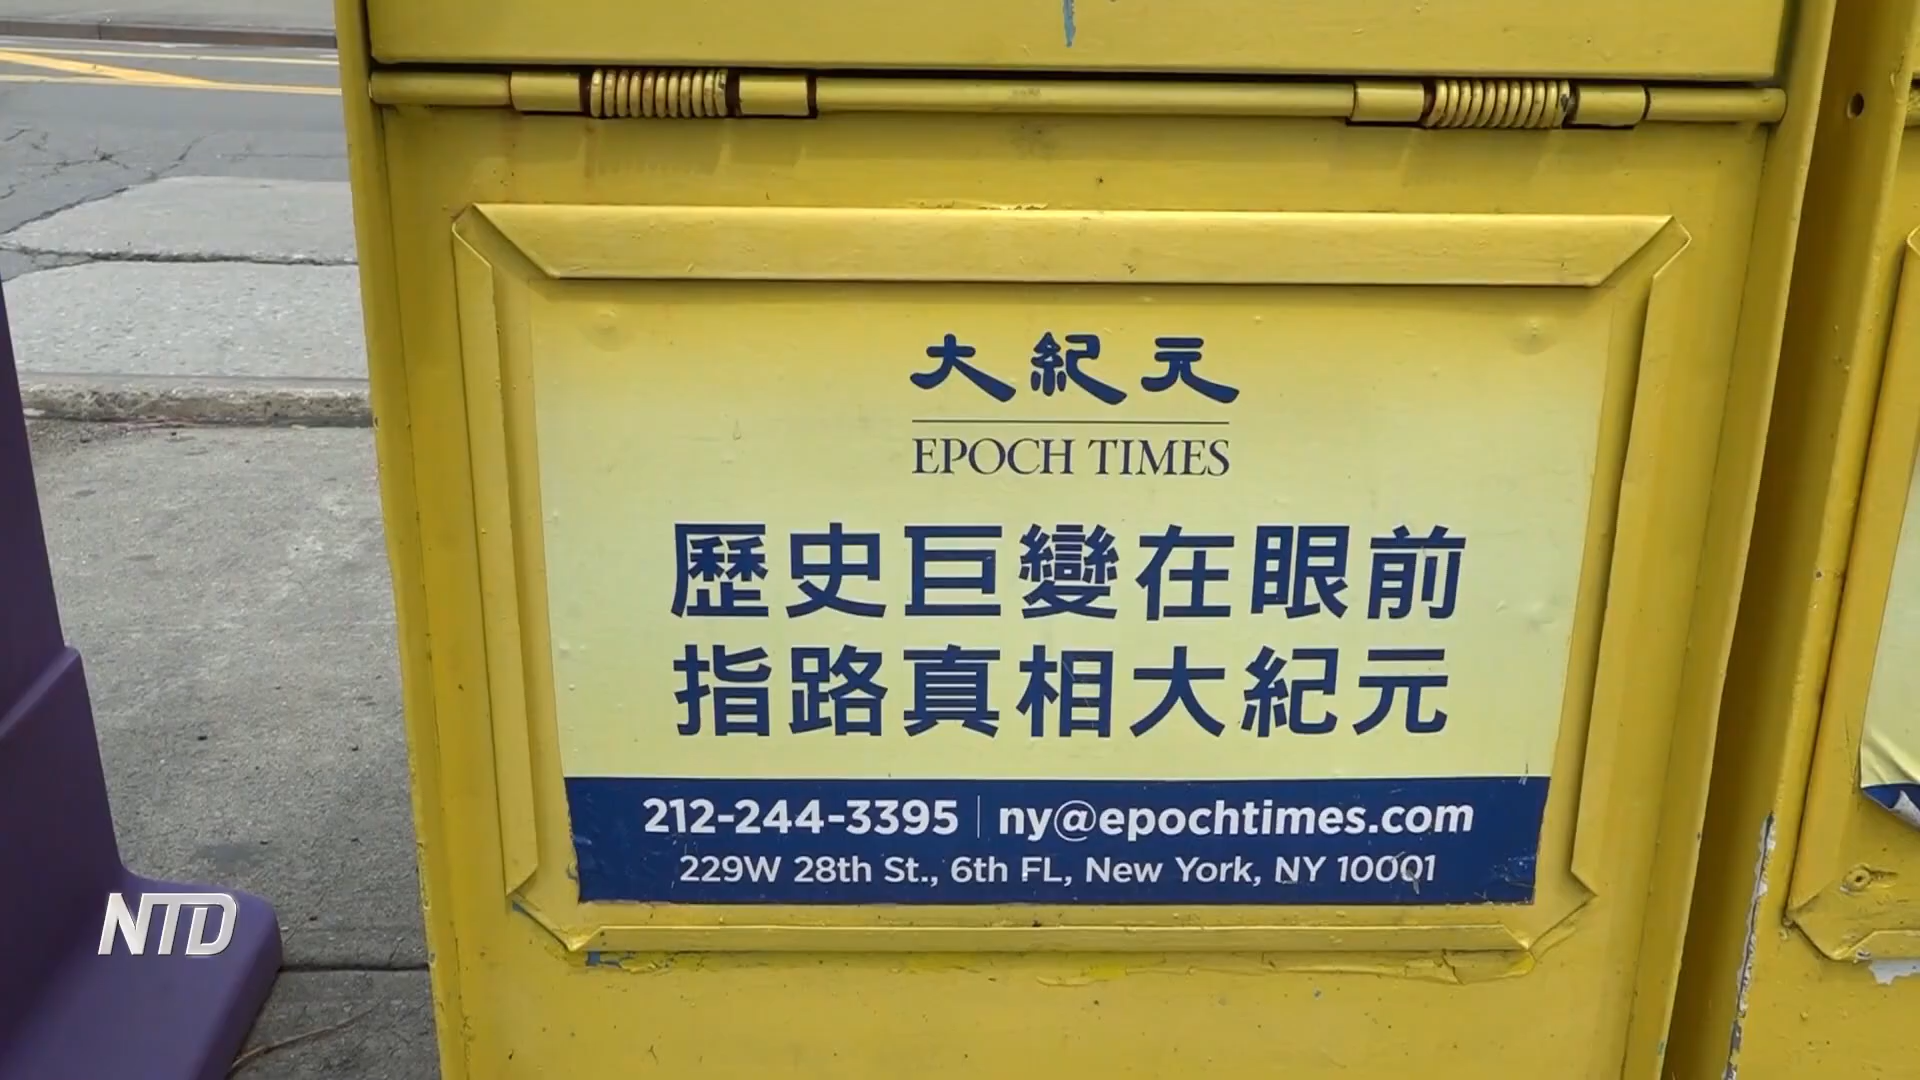 大紀元
EPOCH TIMES
歷史巨變在眼前
指路真相大紀元
212-244-3395 | ny@epochtimes.com
229W 28th St., 6th FL, New York, NY 10001
NTD